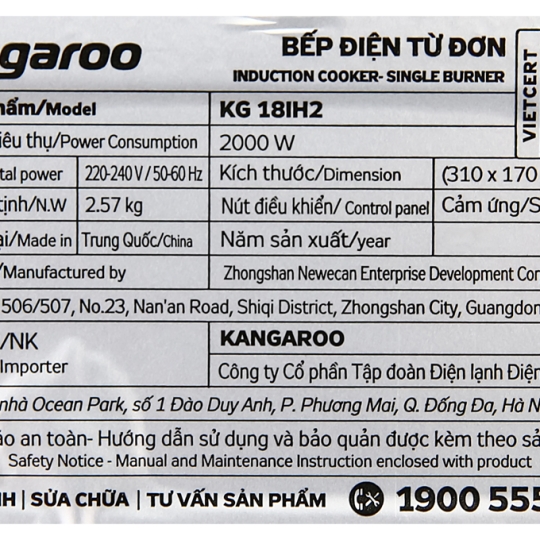 garoo
BẾP ĐIỆN TỪ ĐƠN
INDUCTION COOKER- SINGLE BURNER
VIETCERT
hẩm/Model KG 18IH2
iêu thụ/Power Consumption 2000 W
tal power 220-240 V / 50-60 Hz Kích thước/Dimension (310 x 170
tịnh/N.W 2.57 kg Nút điều khiển/ Control panel Cảm ứng/S
ại/Made in Trung Quốc/China Năm sản xuất/year
/Manufactured by Zhongshan Newecan Enterprise Development Cor
506/507, No.23, Nan'an Road, Shiqi District, Zhongshan City, Guangdon
/NK KANGAROO
Importer Công ty Cổ phần Tập đoàn Điện lạnh Điện
nhà Ocean Park, số 1 Đào Duy Anh, P. Phương Mai, Q. Đống Đa, Hà N
áo an toàn- Hướng dẫn sử dụng và bảo quản được kèm theo sả
Safety Notice - Manual and Maintenance Instruction enclosed with product
NH | SỬA CHỮA | TƯ VẤN SẢN PHẨM 1900 555